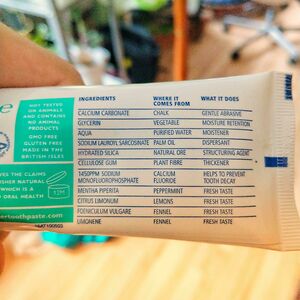 NOT TESTED
ON ANIMALS
AND CONTAINS
NO ANIMAL
PRODUCTS
GMO FREE
GLUTEN FREE
MADE IN THE
BRITISH ISLES
THE CLAIMS
NATURAL
WHICH IS A
ORAL HEALTH
12M
toothpaste.com
INGREDIENTS WHERE IT COMES FROM WHAT IT DOES
CALCIUM CARBONATE CHALK GENTLE ABRASIVE
GLYCERIN VEGETABLE MOISTURE RETENTION
AQUA PURIFIED WATER MOISTENER
SODIUM LAUROYL SARCOSINATE PALM OIL DISPERSANT
HYDRATED SILICA NATURAL ORE STRUCTURING AGENT
CELLULOSE GUM PLANT FIBRE THICKENER
1450PPM SODIUM MONOFLUOROPHOSPHATE CALCIUM FLUORIDE HELPS TO PREVENT TOOTH DECAY
MENTHA PIPERITA PEPPERMINT FRESH TASTE
CITRUS LIMONUM LEMONS FRESH TASTE
FOENICULUM VULGARE FENNEL FRESH TASTE
LIMONENE FENNEL FRESH TASTE